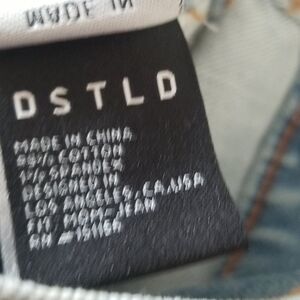 MADE IN
DSTLD
MADE IN CHINA
99% COTTON
1% SPANDEX
DESIGNED IN
LOS ANGELES, CA, USA
FIT MOM JEAN
RN